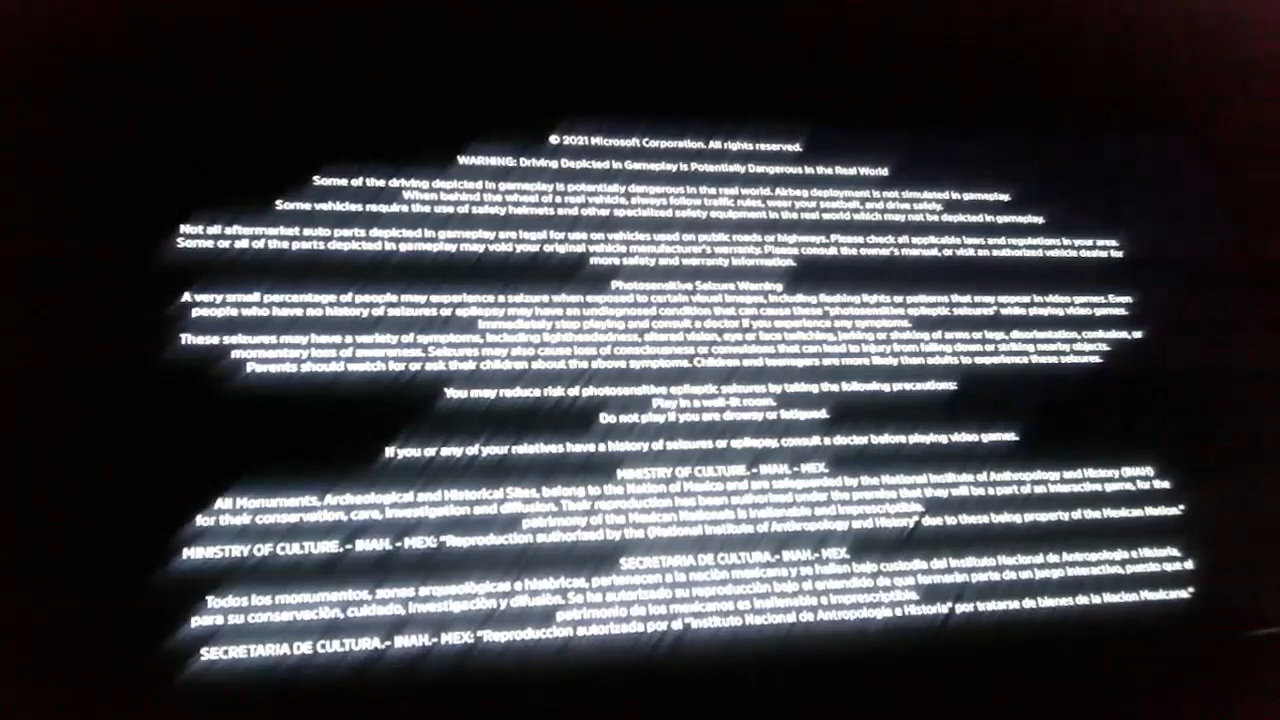 © 2021 Microsoft Corporation. All rights reserved.
WARNING: Driving Depicted in Gameplay is Potentially Dangerous in the Real World
Some of the driving depicted in gameplay is potentially dangerous in the real world. Airbag deployment is not simulated in gameplay.
When behind the wheel of a real vehicle, always follow traffic rules, wear your seatbelt, and drive safely.
Some vehicles require the use of safety helmets and other specialized safety equipment in the real world which may not be depicted in gameplay.
Not all aftermarket auto parts depicted in gameplay are legal for use on vehicles used on public roads or highways. Please check all applicable laws and regulations in your area.
Some or all of the parts depicted in gameplay may void your original vehicle manufacturer's warranty. Please consult the owner's manual, or visit an authorized vehicle dealer for
more safety and warranty information.
Photosensitive Seizure Warning
A very small percentage of people may experience a seizure when exposed to certain visual images, including flashing lights or patterns that may appear in video games. Even
people who have no history of seizures or epilepsy may have an undiagnosed condition that can cause these "photosensitive epileptic seizures" while playing video games.
Immediately stop playing and consult a doctor if you experience any symptoms.
These seizures may have a variety of symptoms, including lightheadedness, altered vision, eye or face twitching, jerking or shaking of arms or legs, disorientation, confusion, or
momentary loss of awareness. Seizures may also cause loss of consciousness or convulsions that can lead to injury from falling down or striking nearby objects.
Parents should watch for or ask their children about the above symptoms. Children and teenagers are more likely than adults to experience these seizures.
You may reduce risk of photosensitive epileptic seizures by taking the following precautions:
Play in a well-lit room.
Do not play if you are drowsy or fatigued.
If you or any of your relatives have a history of seizures or epilepsy, consult a doctor before playing video games.
MINISTRY OF CULTURE. - INAH. - MEX.
All Monuments, Archeological and Historical Sites, belong to the Nation of Mexico and are safeguarded by the National Institute of Anthropology and History (INAH)
for their conservation, care, investigation and diffusion. Their reproduction has been authorised under the premise that they will be a part of an interactive game, for the
patrimony of the Mexican Nationals is inalienable and imprescriptible.
MINISTRY OF CULTURE. - INAH. - MEX: "Reproduction authorised by the (National Institute of Anthropology and History" due to these being property of the Mexican Nation."
SECRETARIA DE CULTURA.- INAH.- MEX.
Todos los monumentos, zonas arqueològicas e històricas, pertenecen a la naciòn mexicana y se hallan bajo custodia del Instituto Nacional de Antropologia e Historia,
para su conservaciòn, cuidado, investigaciòn y difusiòn. Se ha autorizado su reproducciòn bajo el entendido de que formaràn parte de un juego interactivo, puesto que el
patrimonio de los mexicanos es inalienable e imprescriptible.
SECRETARIA DE CULTURA.- INAH.- MEX: "Reproduccion autorizada por el "Instituto Nacional de Antropologia e Historia" por tratarse de bienes de la Nacion Mexicana."